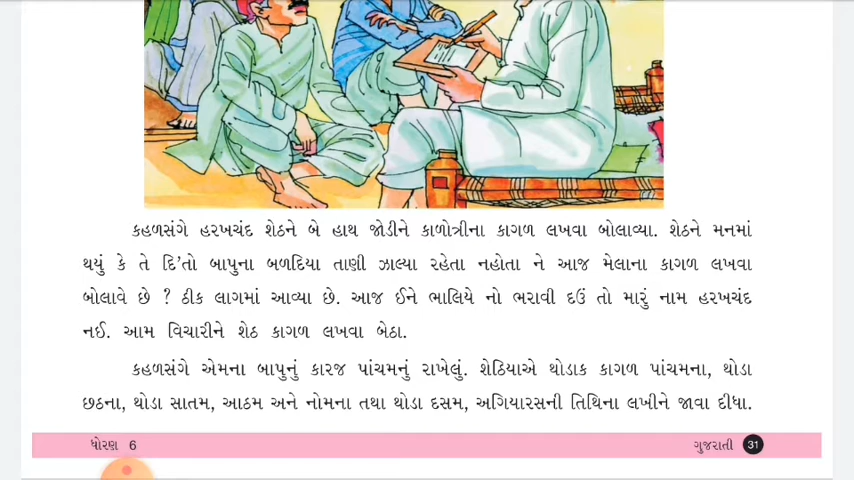 કહળસંગે હરખચંદ શેઠને બે હાથ જોડીને કાળોત્રીના કાગળ લખવા બોલાવ્યા. શેઠને મનમાં
થયું કે તે દિ'તો બાપુના બળદિયા તાણી ઝાલ્યા રહેતા નહોતા ને આજ મેલાના કાગળ લખવા
બોલાવે છે ? ઠીક લાગમાં આવ્યા છે. આજ ઈને ભાલિયે નો ભરાવી દઉં તો મારું નામ હરખચંદ
નઈ. આમ વિચારીને શેઠ કાગળ લખવા બેઠા.
કહળસંગે એમના બાપુનું કારજ પાંચમનું રાખેલું. શેઠિયાએ થોડાક કાગળ પાંચમના, થોડા
છઠના, થોડા સાતમ, આઠમ અને નોમના તથા થોડા દસમ, અગિયારસની તિથિના લખીને જાવા દીધા.
ધોરણ 6
ગુજરાતી 31